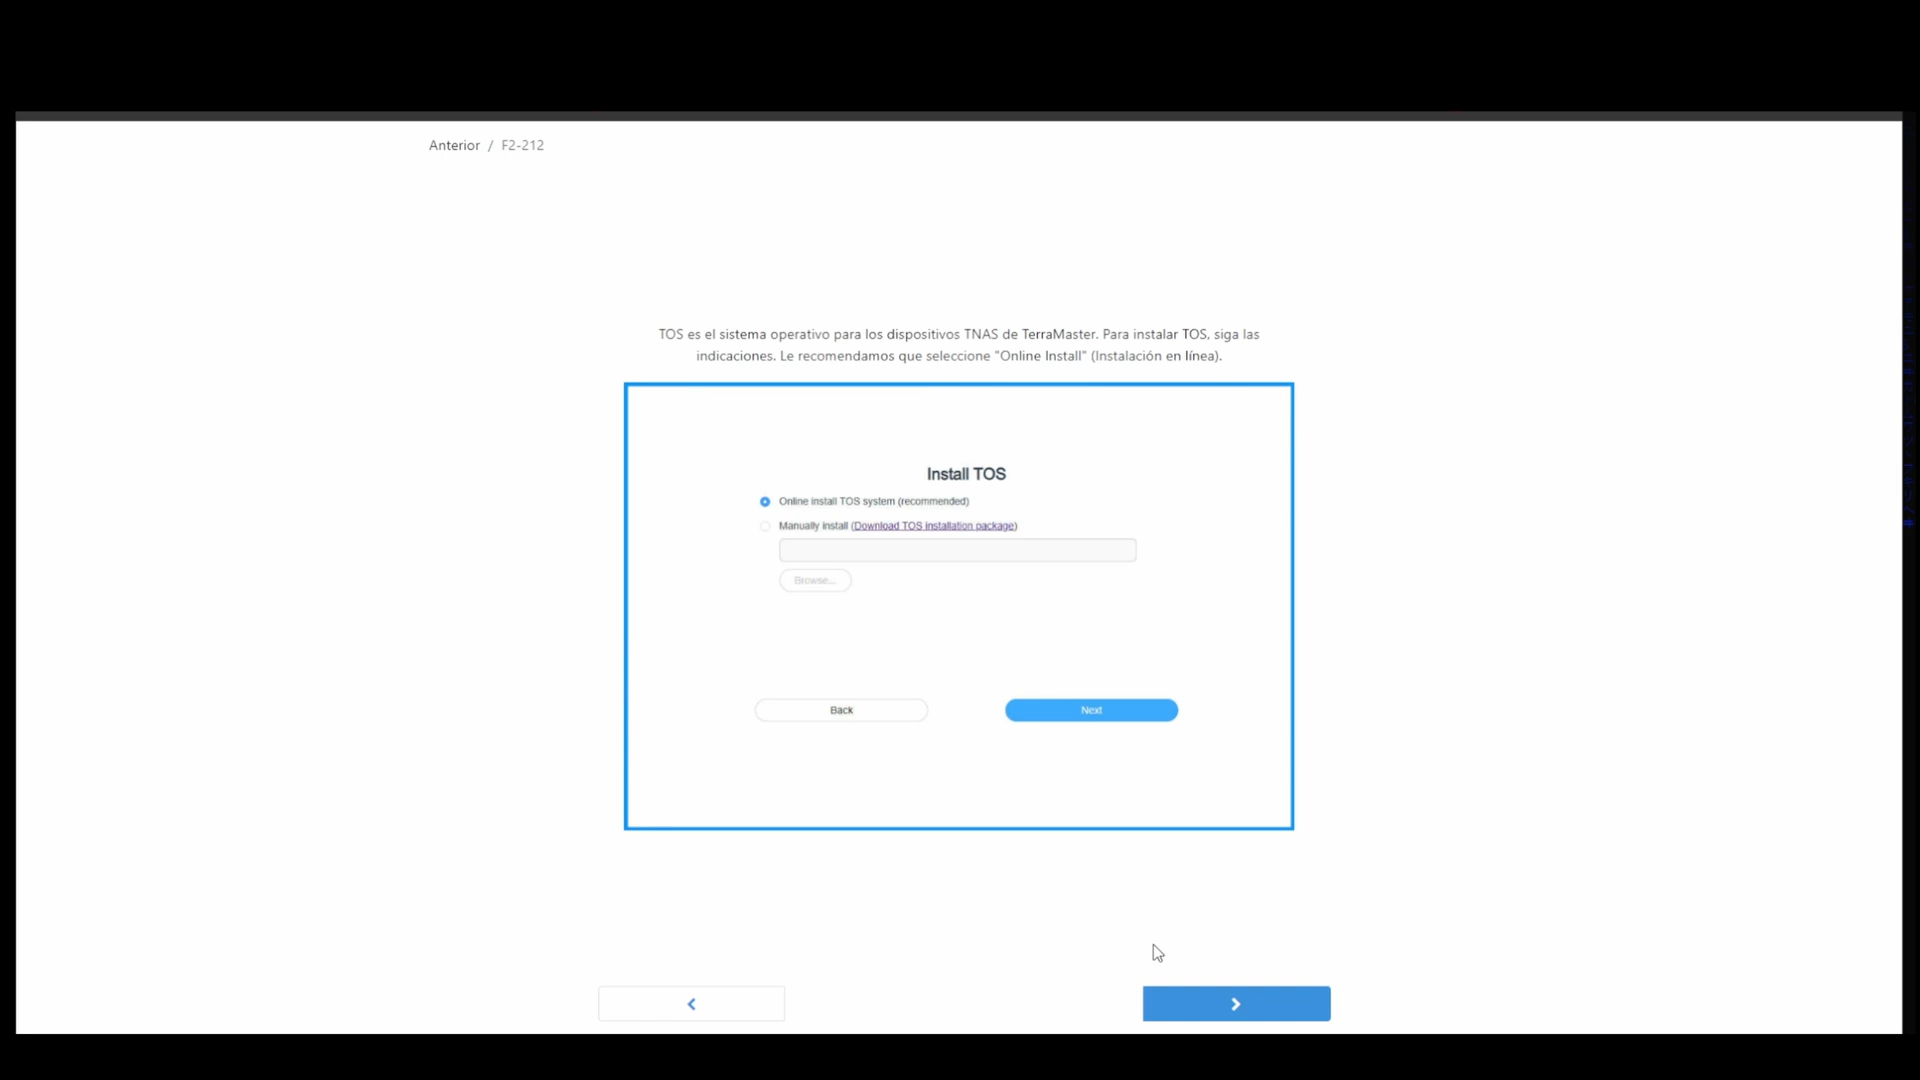 Anterior / F2-212
TOS es el sistema operativo para los dispositivos TNAS de TerraMaster. Para instalar TOS, siga las
indicaciones. Le recomendamos que seleccione "Online Install" (Instalación en línea).
Install TOS
Online install TOS system (recommended)
Manually install (Download TOS installation package)
Browse...
Back
Next